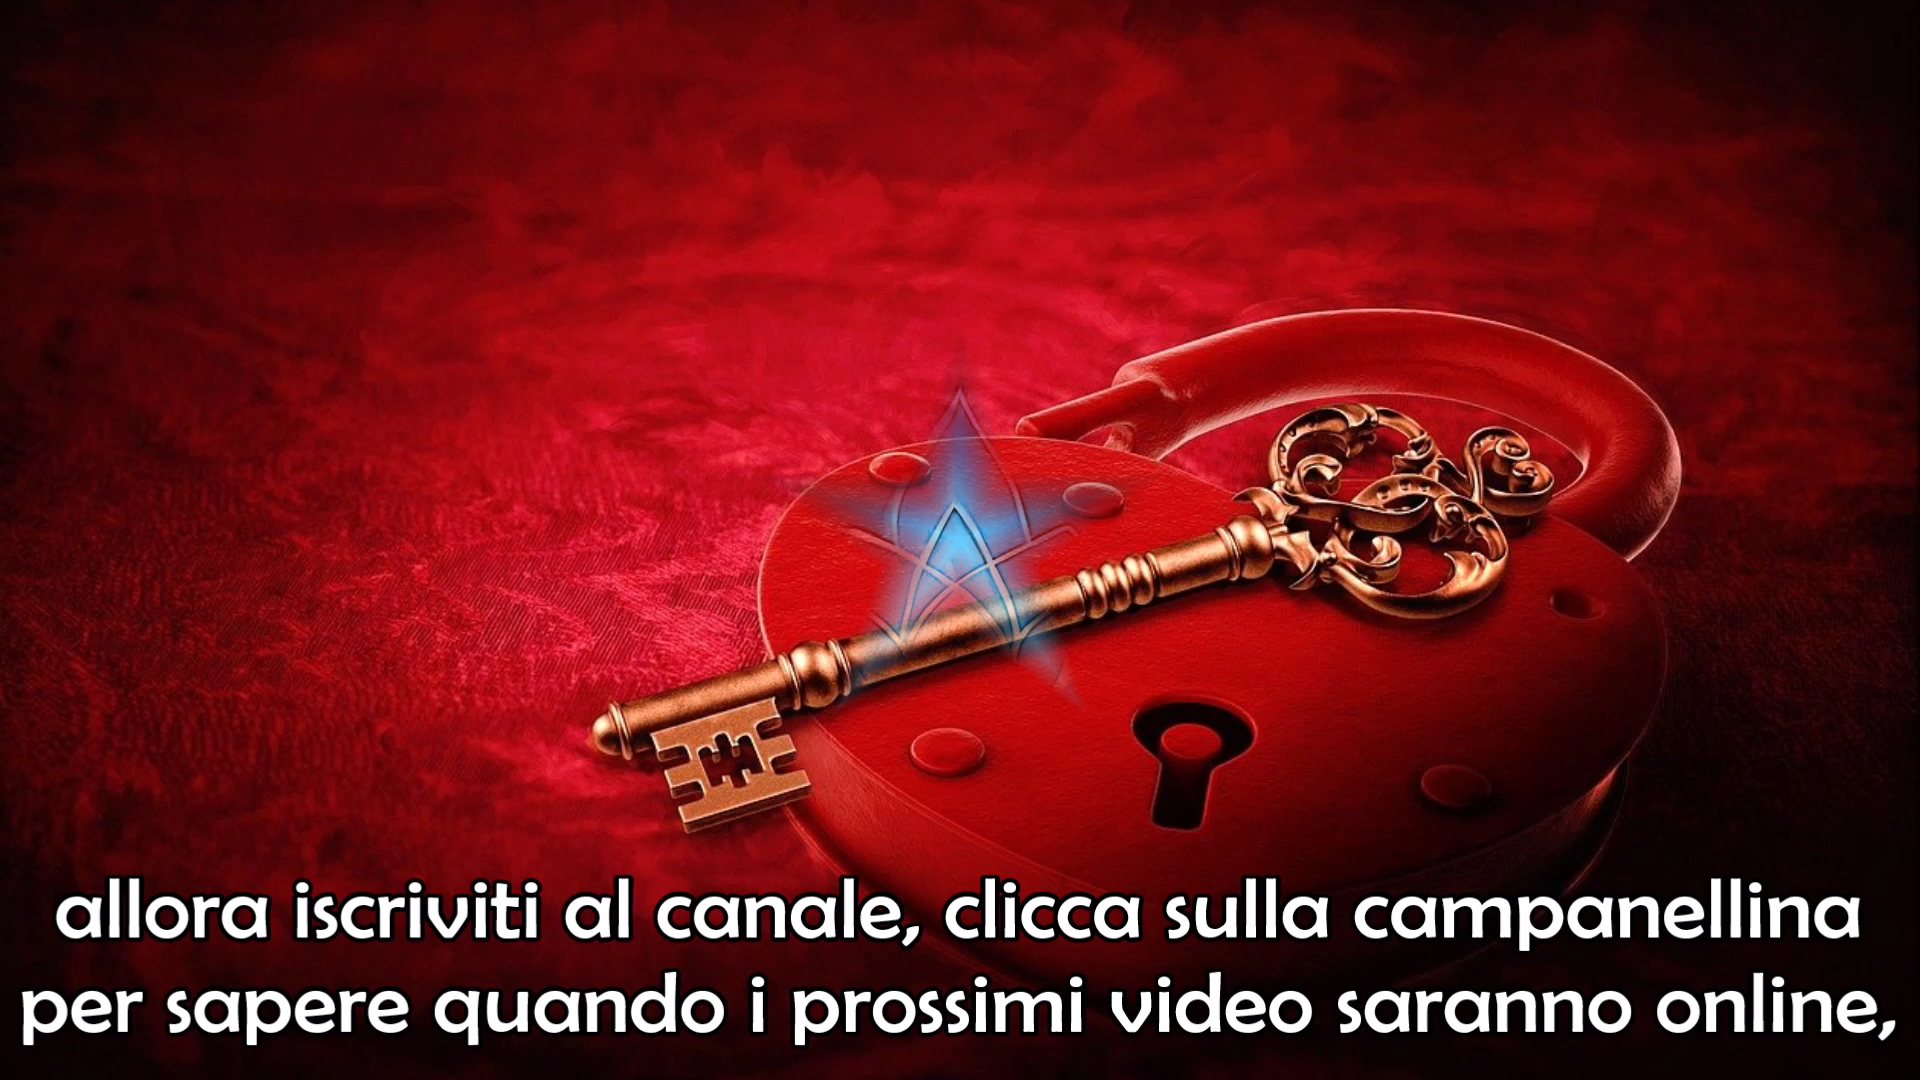 allora iscriviti al canale, clicca sulla campanellina
per sapere quando i prossimi video saranno online,